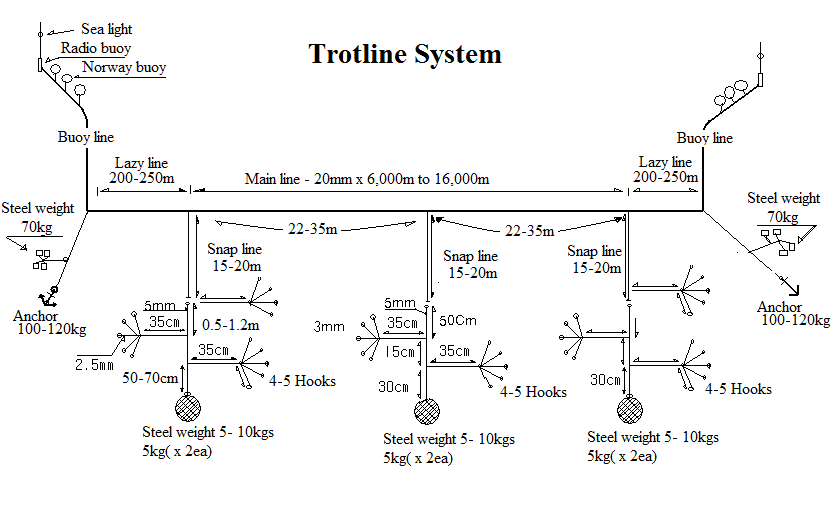 Trotline System
Sea light
Radio buoy
Norway buoy
Buoy line
Buoy line
Lazy line
200-250m
Main line - 20mm x 6,000m to 16,000m
Lazy line
200-250m
Steel weight
70kg
Steel weight
70kg
22-35m
22-35m
Snap line
15-20m
Snap line
15-20m
Snap line
15-20m
Anchor
100-120kg
Anchor
100-120kg
5mm
35cm
0.5-1.2m
2.5mm
35cm
50-70cm
4-5 Hooks
3mm
5mm
35cm
50Cm
15cm
35cm
30cm
4-5 Hooks
30cm
4-5 Hooks
Steel weight 5- 10kgs
5kg( x 2ea)
Steel weight 5- 10kgs
5kg( x 2ea)
Steel weight 5- 10kgs
5kg( x 2ea)